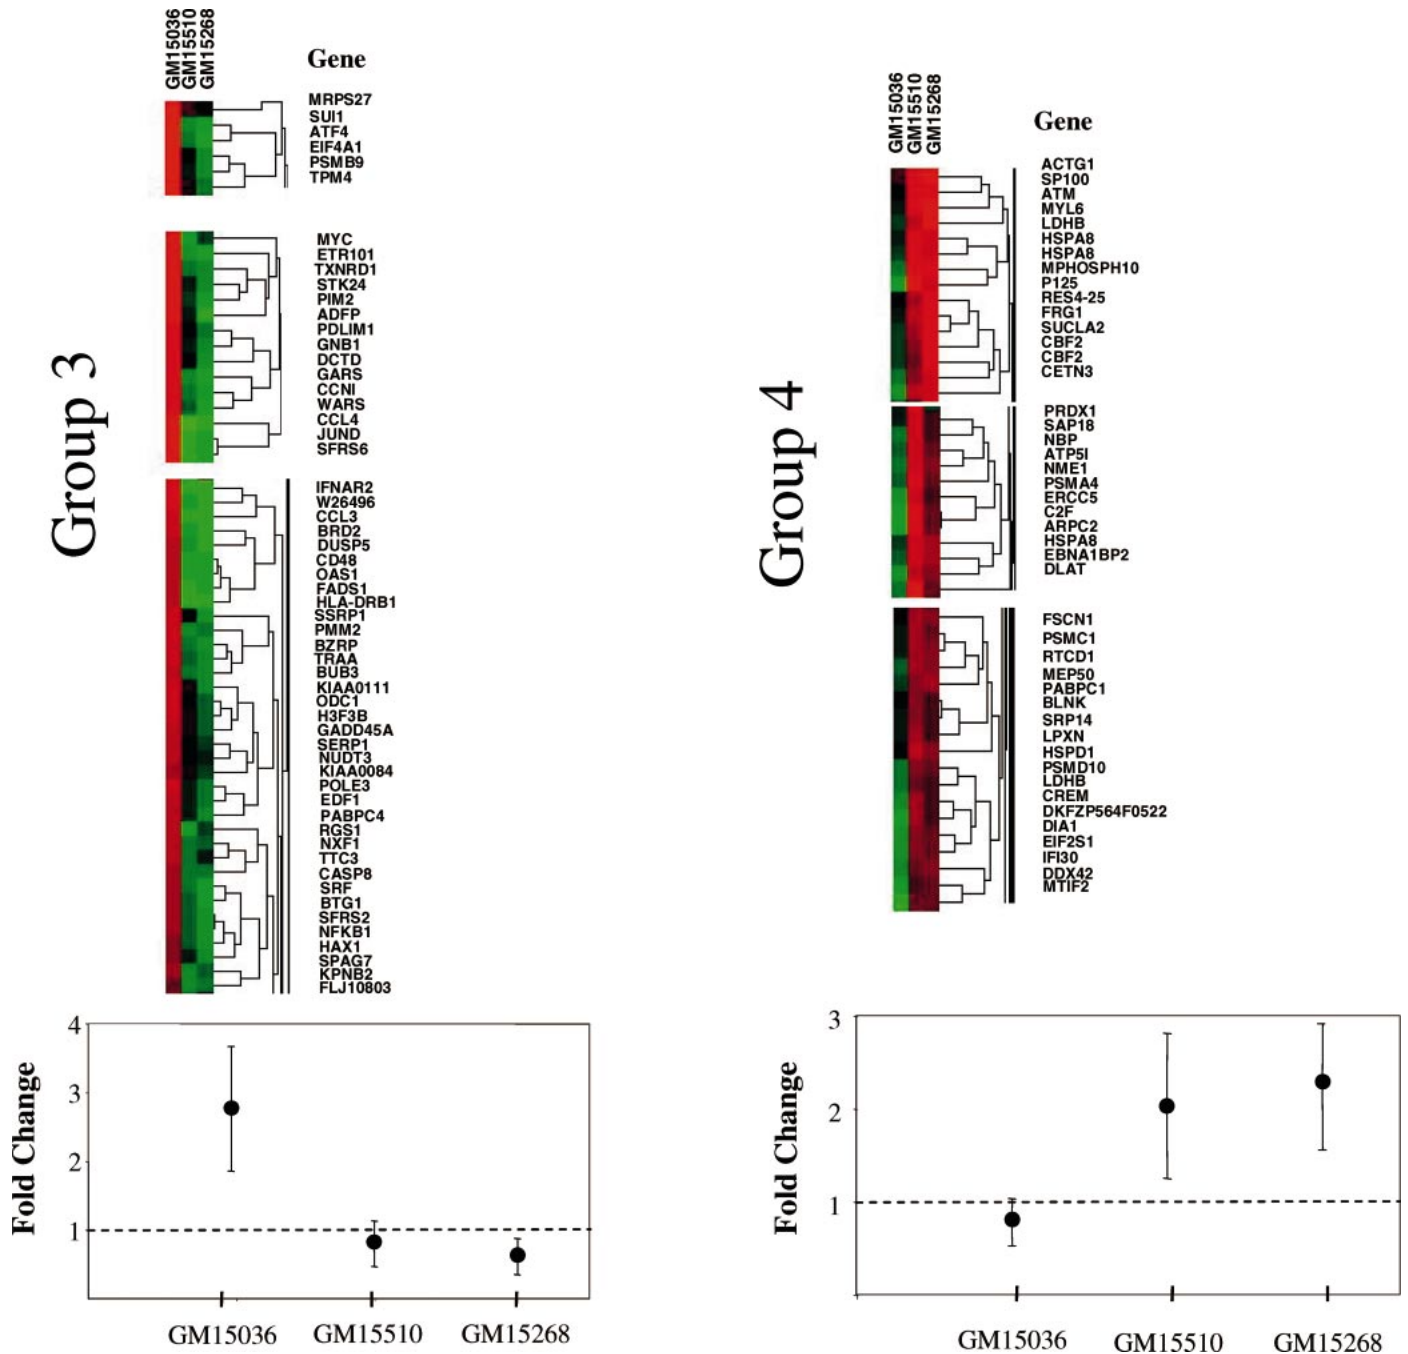 GM15036
GM15510
GM15268
Gene
MRPS27
SUI1
ATF4
EIF4A1
PSMB9
TPM4
MYC
ETR101
TXNRD1
STK24
PIM2
ADFP
PDLIM1
GNB1
DCTD
GARS
CCNI
WARS
CCL4
JUND
SFRS6
Group 3
IFNAR2
W26496
CCL3
BRD2
DUSP5
CD48
OAS1
FADS1
HLA-DRB1
SSRP1
PMM2
BZRP
TRAA
BUB3
KIAA0111
ODC1
H3F3B
GADD45A
SERP1
NUDT3
KIAA0084
POLE3
EDF1
PABPC4
RGS1
NXF1
TTC3
CASP8
SRF
BTG1
SFRS2
NFKB1
HAX1
SPAG7
KPNB2
FLJ10803
4
3
2
1
Fold Change
GM15036 GM15510 GM15268
GM15036
GM15510
GM15268
Gene
ACTG1
SP100
ATM
MYL6
LDHB
HSPA8
HSPA8
MPHOSPH10
P125
RES4-25
FRG1
SUCLA2
CBF2
CBF2
CETN3
Group 4
PRDX1
SAP18
NBP
ATP5I
NME1
PSMA4
ERCC5
C2F
ARPC2
HSPA8
EBNA1BP2
DLAT
FSCN1
PSMC1
RTCD1
MEP50
PABPC1
BLNK
SRP14
LPXN
HSPD1
PSMD10
LDHB
CREM
DKFZP564F0522
DIA1
EIF2S1
IFI30
DDX42
MTIF2
3
2
1
Fold Change
GM15036 GM15510 GM15268